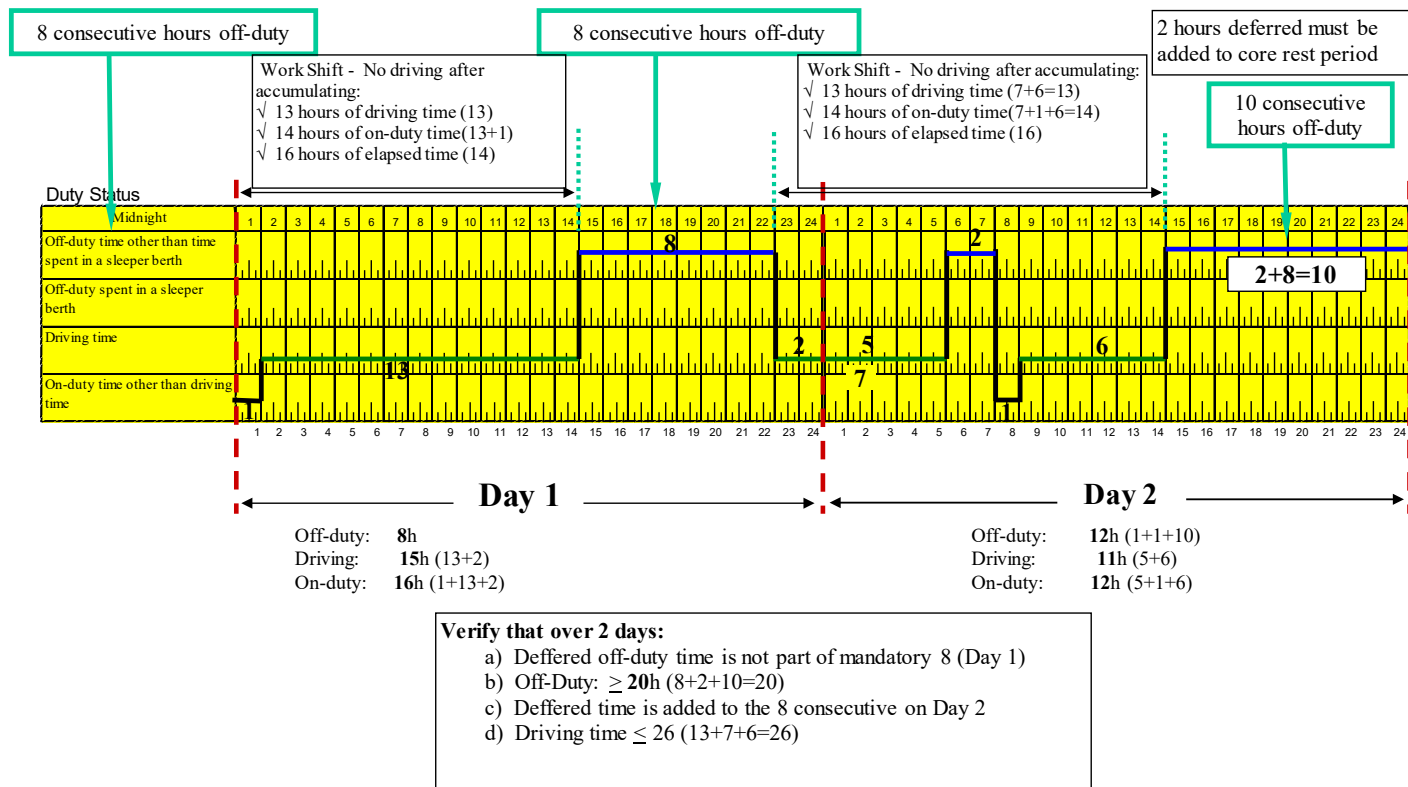 8 consecutive hours off-duty
8 consecutive hours off-duty
2 hours deferred must be
added to core rest period
Work Shift - No driving after
accumulating:
√ 13 hours of driving time (13)
√ 14 hours of on-duty time(13+1)
√ 16 hours of elapsed time (14)
Work Shift - No driving after accumulating:
√ 13 hours of driving time (7+6=13)
√ 14 hours of on-duty time(7+1+6=14)
√ 16 hours of elapsed time (16)
10 consecutive
hours off-duty
Duty Status
Midnight
1 2 3 4 5 6 7 8 9 10 11 12 13 14 15 16 17 18 19 20 21 22 23 24 1 2 3 4 5 6 7 8 9 10 11 12 13 14 15 16 17 18 19 20 21 22 23 24
Off-duty time other than time
spent in a sleeper berth
8
2
2+8=10
Off-duty spent in a sleeper
berth
Driving time
13
2
5
7
6
On-duty time other than driving
time
1
1
1 2 3 4 5 6 7 8 9 10 11 12 13 14 15 16 17 18 19 20 21 22 23 24 1 2 3 4 5 6 7 8 9 10 11 12 13 14 15 16 17 18 19 20 21 22 23 24
Day 1
Day 2
Off-duty: 8h
Driving: 15h (13+2)
On-duty: 16h (1+13+2)
Off-duty: 12h (1+1+10)
Driving: 11h (5+6)
On-duty: 12h (5+1+6)
Verify that over 2 days:
a) Deffered off-duty time is not part of mandatory 8 (Day 1)
b) Off-Duty: ≥ 20h (8+2+10=20)
c) Deffered time is added to the 8 consecutive on Day 2
d) Driving time ≤ 26 (13+7+6=26)